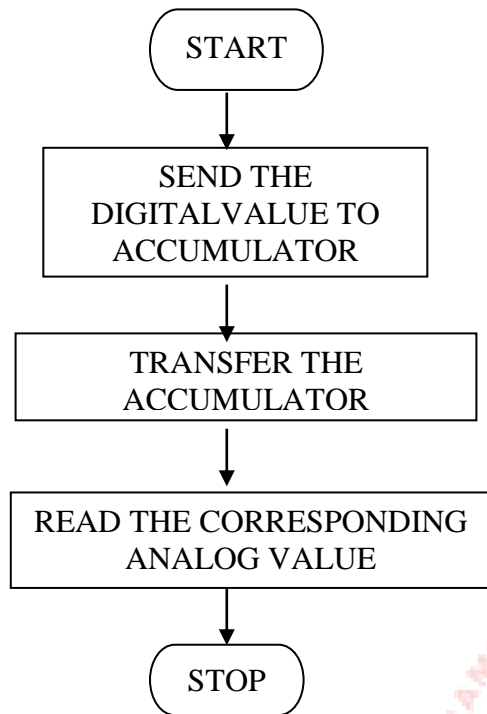 START
SEND THE
DIGITALVALUE TO
ACCUMULATOR
TRANSFER THE
ACCUMULATOR
READ THE CORRESPONDING
ANALOG VALUE
STOP